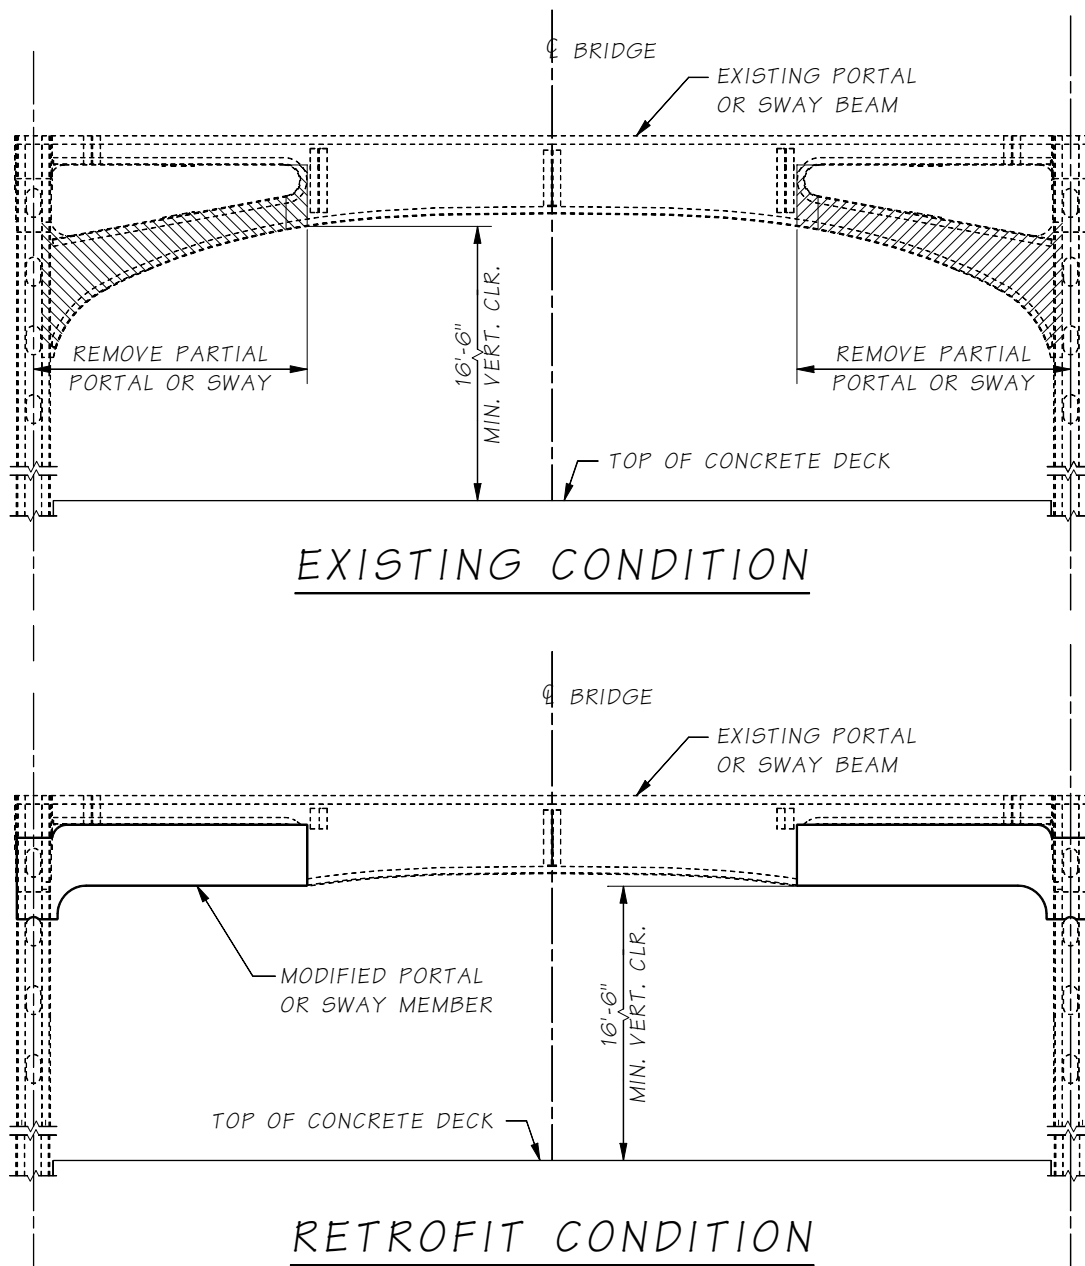 ℄ BRIDGE
EXISTING PORTAL
OR SWAY BEAM
16'-6"
MIN. VERT. CLR.
REMOVE PARTIAL
PORTAL OR SWAY
REMOVE PARTIAL
PORTAL OR SWAY
TOP OF CONCRETE DECK
EXISTING CONDITION
℄ BRIDGE
EXISTING PORTAL
OR SWAY BEAM
MODIFIED PORTAL
OR SWAY MEMBER
16'-6"
MIN. VERT. CLR.
TOP OF CONCRETE DECK
RETROFIT CONDITION